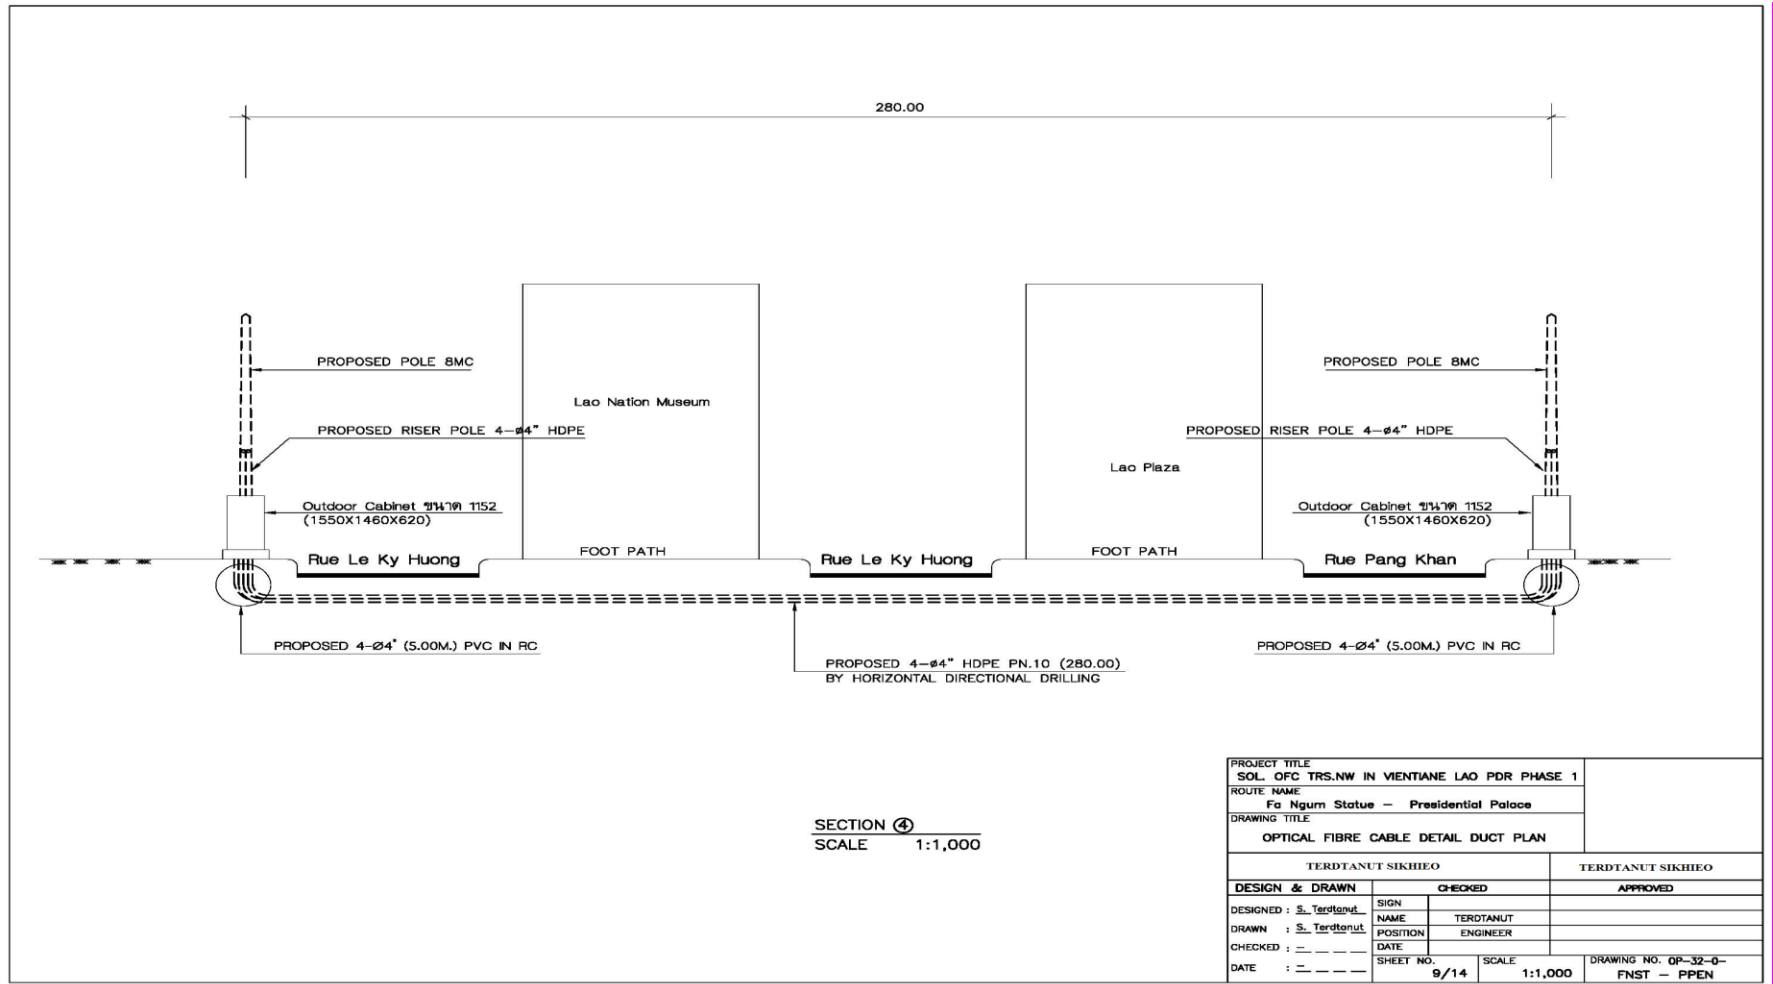 280.00
PROPOSED POLE 8MC
PROPOSED POLE 8MC
Lao Nation Museum
PROPOSED RISER POLE 4-ø4" HDPE
PROPOSED RISER POLE 4-ø4" HDPE
Lao Plaza
Outdoor Cabinet ขนาด 1152
(1550X1460X620)
Outdoor Cabinet ขนาด 1152
(1550X1460X620)
Rue Le Ky Huong
FOOT PATH
Rue Le Ky Huong
FOOT PATH
Rue Pang Khan
PROPOSED 4-Ø4" (5.00M.) PVC IN RC
PROPOSED 4-Ø4" (5.00M.) PVC IN RC
PROPOSED 4-ø4" HDPE PN.10 (280.00)
BY HORIZONTAL DIRECTIONAL DRILLING
SECTION ④
SCALE 1:1,000
PROJECT TITLE
SOL. OFC TRS.NW IN VIENTIANE LAO PDR PHASE 1
ROUTE NAME
Fa Ngum Statue - Presidential Palace
DRAWING TITLE
OPTICAL FIBRE CABLE DETAIL DUCT PLAN
TERDTANUT SIKHIEO
TERDTANUT SIKHIEO
DESIGN & DRAWN
CHECKED
APPROVED
DESIGNED : S. Terdtanut
DRAWN : S. Terdtanut
CHECKED : -
DATE : -
SIGN
NAME TERDTANUT
POSITION ENGINEER
DATE
SHEET NO. 9/14
SCALE 1:1,000
DRAWING NO. OP-32-0-
FNST - PPEN